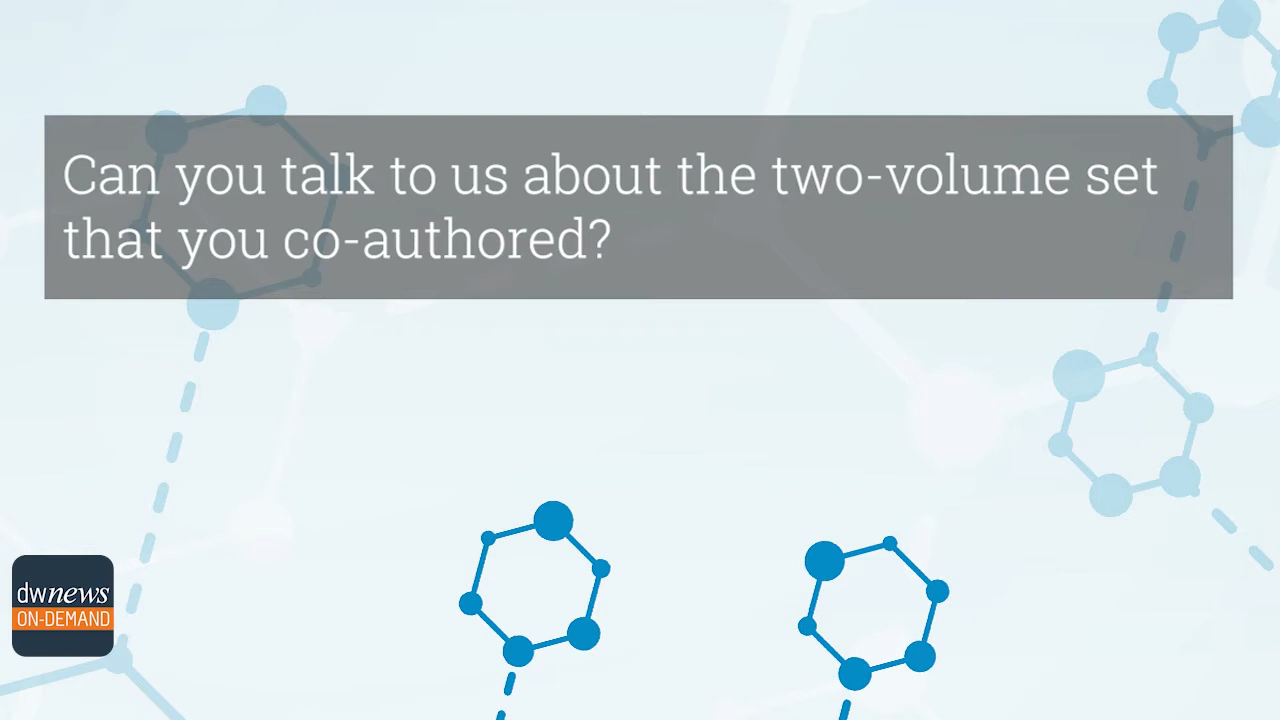 Can you talk to us about the two-volume set
that you co-authored?
dwnews
ON-DEMAND